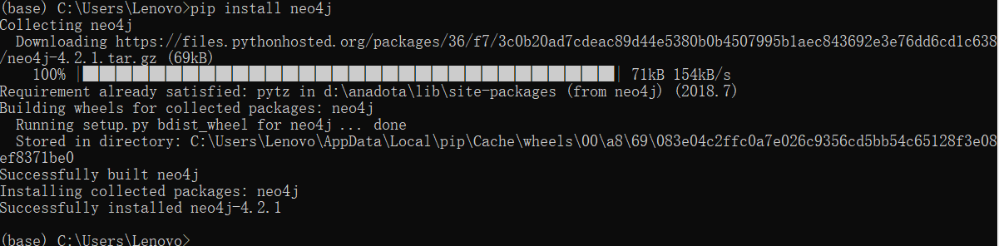 (base) C:\Users\Lenovo>pip install neo4j
Collecting neo4j
  Downloading https://files.pythonhosted.org/packages/36/f7/3c0b20ad7cdeac89d44e5380b0b4507995b1aec843692e3e76dd6cd1c638
/neo4j-4.2.1.tar.gz (69kB)
    100% |████████████████████████████████| 71kB 154kB/s
Requirement already satisfied: pytz in d:\anadota\lib\site-packages (from neo4j) (2018.7)
Building wheels for collected packages: neo4j
  Running setup.py bdist_wheel for neo4j ... done
  Stored in directory: C:\Users\Lenovo\AppData\Local\pip\Cache\wheels\00\a8\69\083e04c2ffc0a7e026c9356cd5bb54c65128f3e08
ef8371be0
Successfully built neo4j
Installing collected packages: neo4j
Successfully installed neo4j-4.2.1
(base) C:\Users\Lenovo>